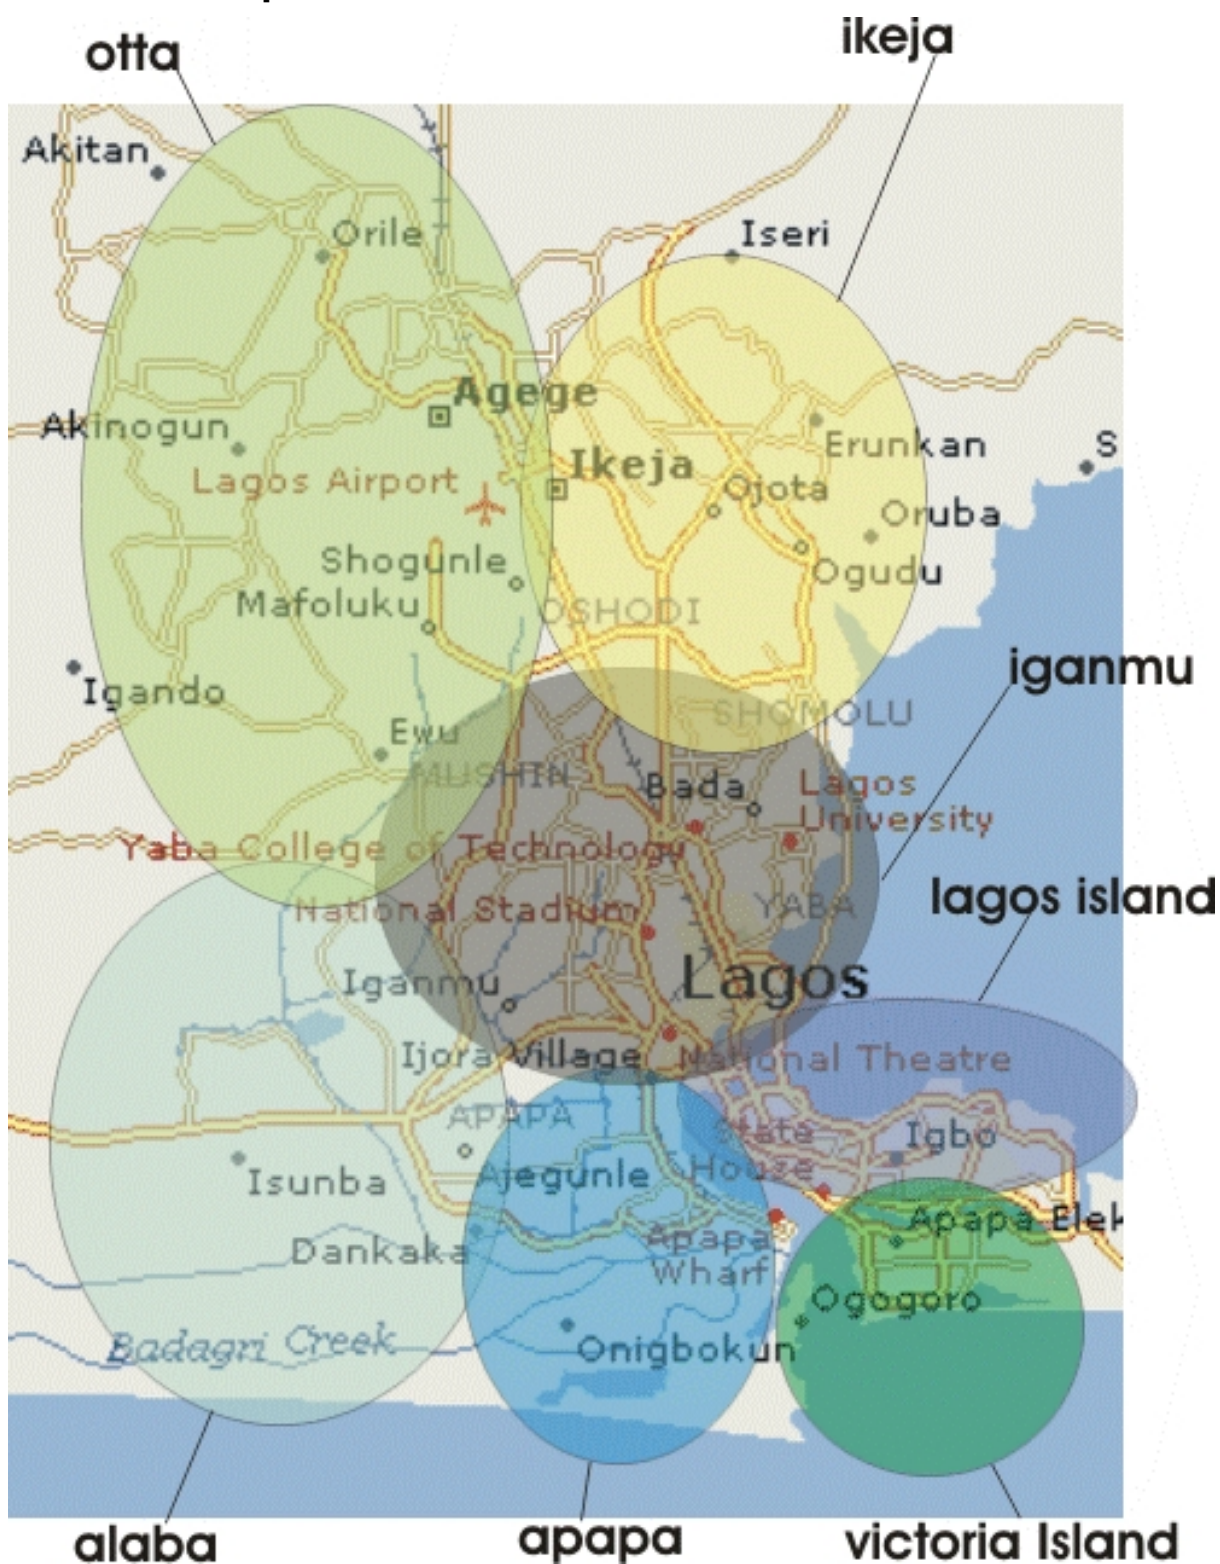 ikeja
otta
Akitan
Orile
Iseri
Agege
Akinogun
Erunkan
S
Ikeja
Lagos Airport
Ojota
Oruba
Shogunle
Ogudu
Mafoluku
OSHODI
iganmu
Igando
SHOMOLU
Ewu
MUSHIN
Bada
Lagos
University
Yaba College of Technology
lagos island
National Stadium
YABA
Iganmu
Lagos
Ijora Village
National Theatre
APAPA
State
House
Igbo
Isunba
Ajegunle
Apapa Elek
Dankaka
Apapa
Wharf
Ogogoro
Badagri Creek
Onigbokun
alaba
apapa
victoria Island